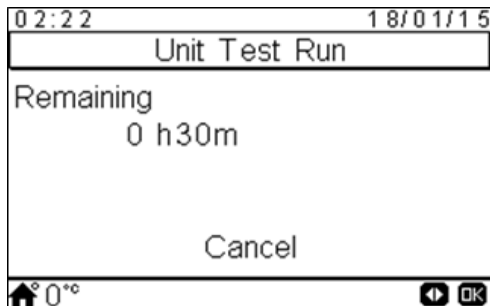 02:22 18/01/15
Unit Test Run
Remaining
0 h30m
Cancel
0°c OK